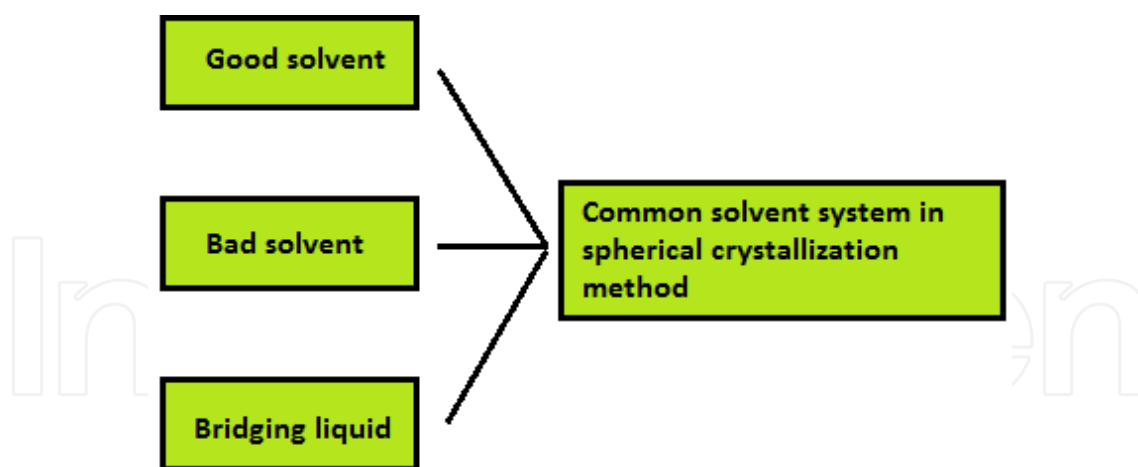 Good solvent
Bad solvent
Common solvent system in
spherical crystallization
method
Bridging liquid